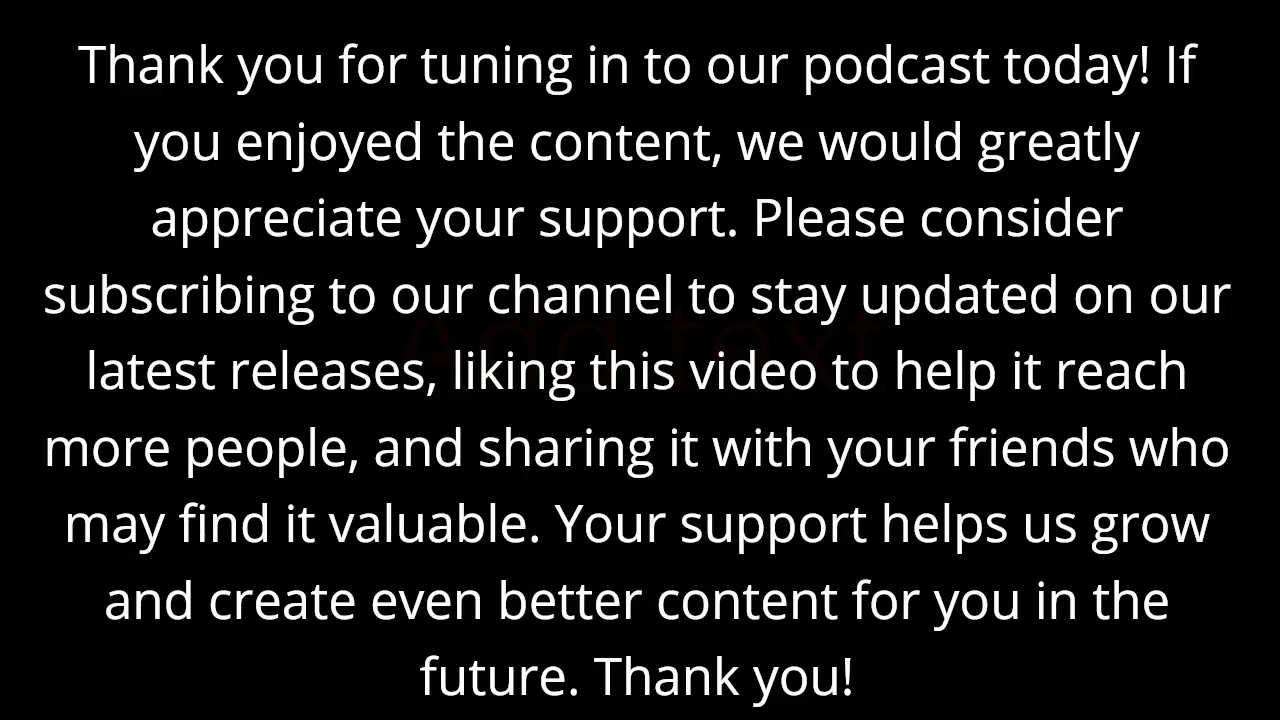 Thank you for tuning in to our podcast today! If
you enjoyed the content, we would greatly
appreciate your support. Please consider
subscribing to our channel to stay updated on our
Add text
latest releases, liking this video to help it reach
more people, and sharing it with your friends who
may find it valuable. Your support helps us grow
and create even better content for you in the
future. Thank you!